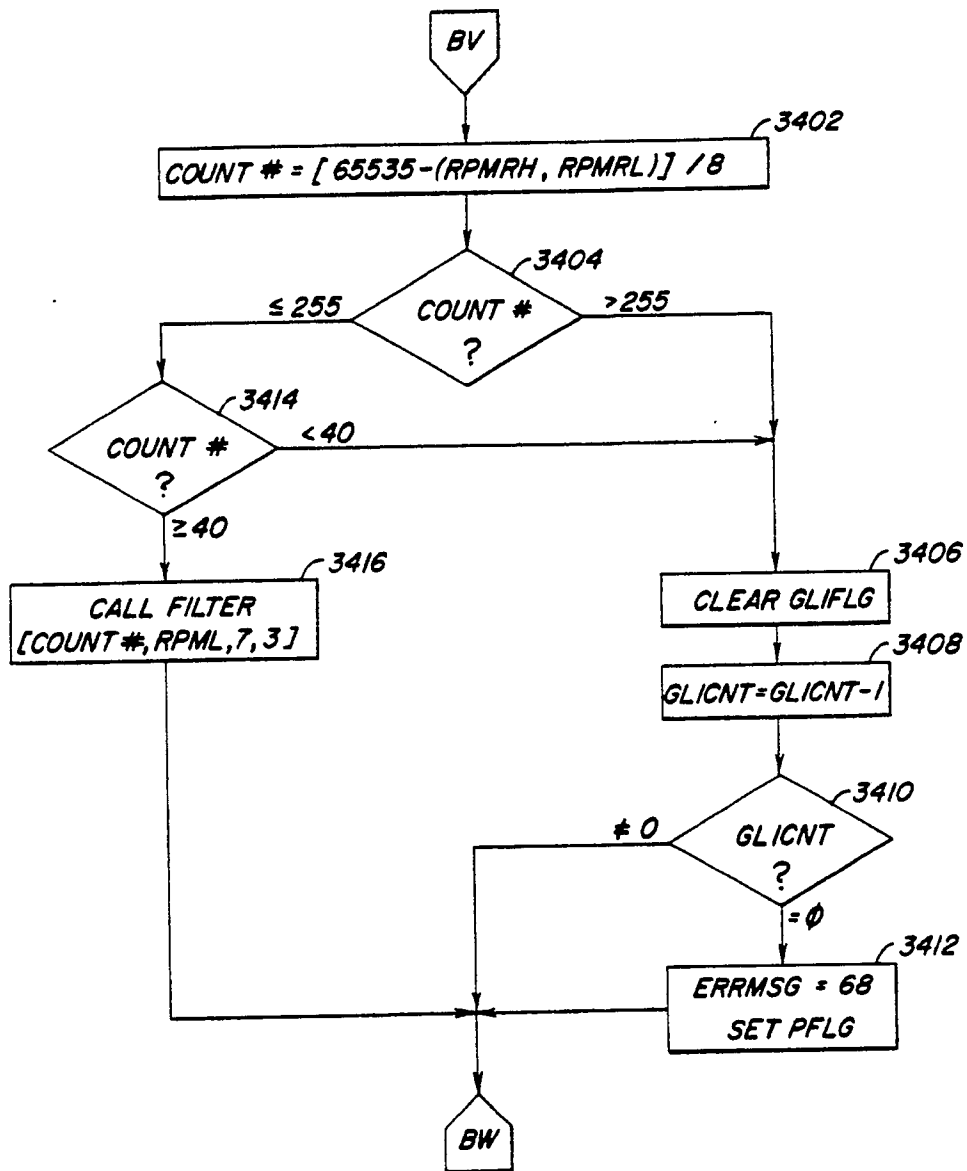 BV
3402
COUNT # = [65535-(RPMRH, RPMRL)] /8
3404
COUNT #
?
≤ 255
>255
3414
COUNT #
?
<40
≥40
3416
CALL FILTER
[COUNT#, RPML, 7, 3]
3406
CLEAR GLIFLG
3408
GLICNT=GLICNT-1
3410
GLICNT
?
≠ 0
=ϕ
3412
ERRMSG = 68
SET PFLG
BW